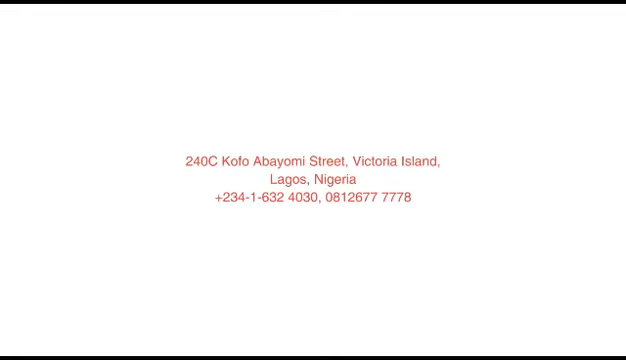 240C Kofo Abayomi Street, Victoria Island,
Lagos, Nigeria
+234-1-632 4030, 0812677 7778